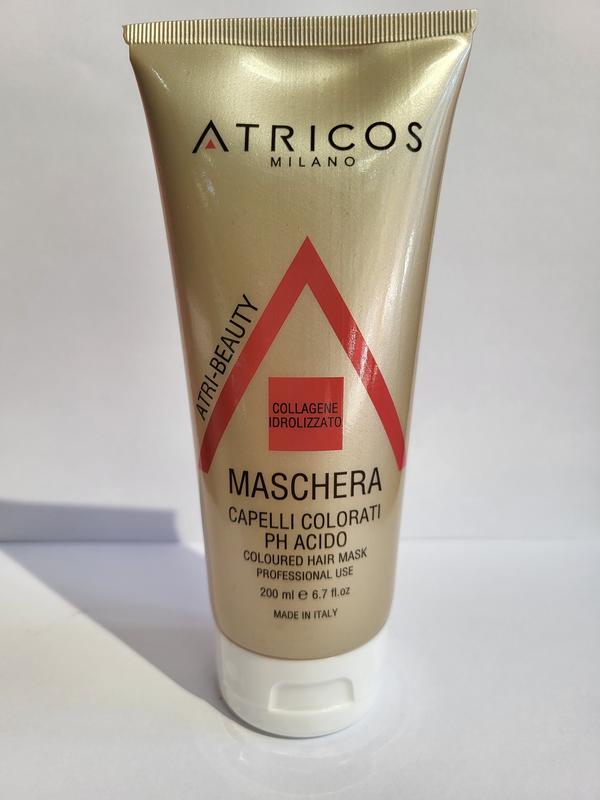 ATRICOS
MILANO
ATRI-BEAUTY
COLLAGENE
IDROLIZZATO
MASCHERA
CAPELLI COLORATI
PH ACIDO
COLOURED HAIR MASK
PROFESSIONAL USE
200 ml ℮ 6.7 fl.oz
MADE IN ITALY